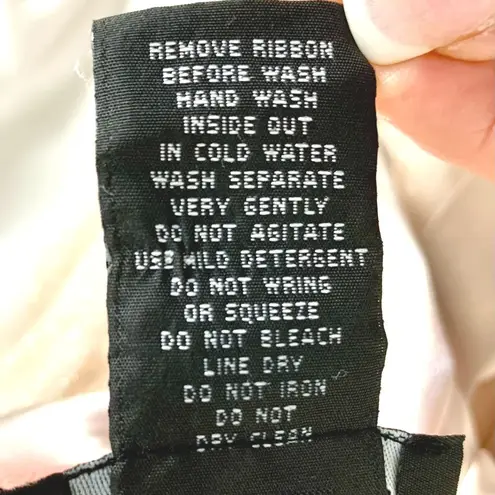 REMOVE RIBBON
BEFORE WASH
HAND WASH
INSIDE OUT
IN COLD WATER
WASH SEPARATE
VERY GENTLY
DO NOT AGITATE
USE MILD DETERGENT
DO NOT WRING
OR SQUEEZE
DO NOT BLEACH
LINE DRY
DO NOT IRON
DO NOT
DRY CLEAN